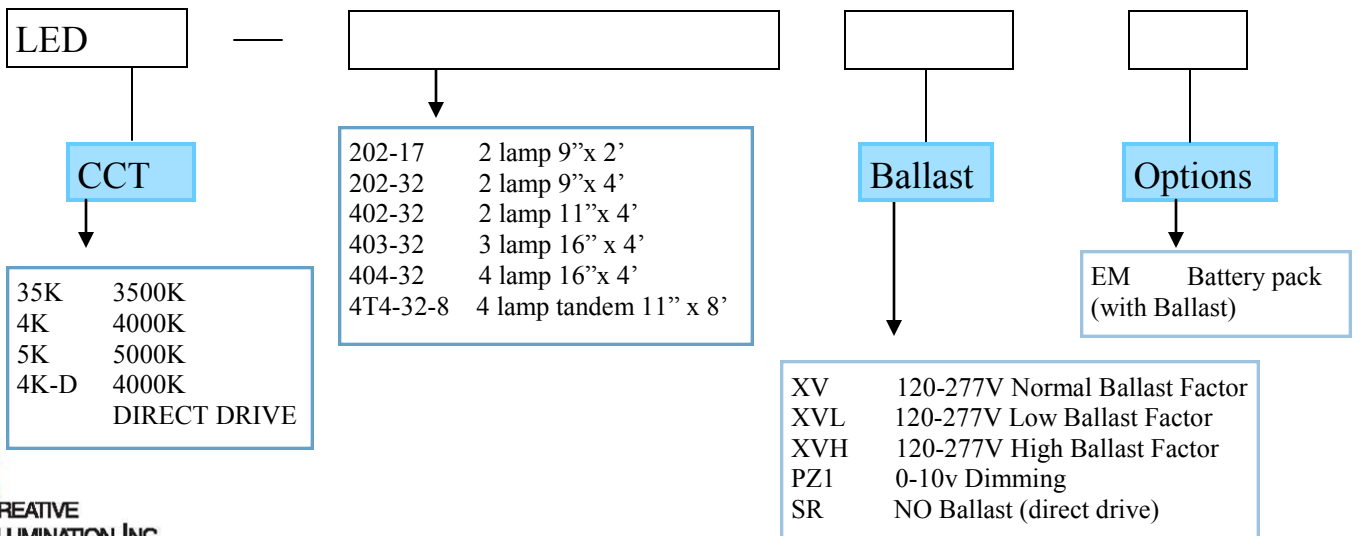 LED —
CCT
Ballast
Options
202-17 2 lamp 9”x 2’
202-32 2 lamp 9”x 4’
402-32 2 lamp 11”x 4’
403-32 3 lamp 16” x 4’
404-32 4 lamp 16”x 4’
4T4-32-8 4 lamp tandem 11” x 8’
35K 3500K
4K 4000K
5K 5000K
4K-D 4000K
DIRECT DRIVE
EM Battery pack
(with Ballast)
XV 120-277V Normal Ballast Factor
XVL 120-277V Low Ballast Factor
XVH 120-277V High Ballast Factor
PZ1 0-10v Dimming
SR NO Ballast (direct drive)
REATIVE